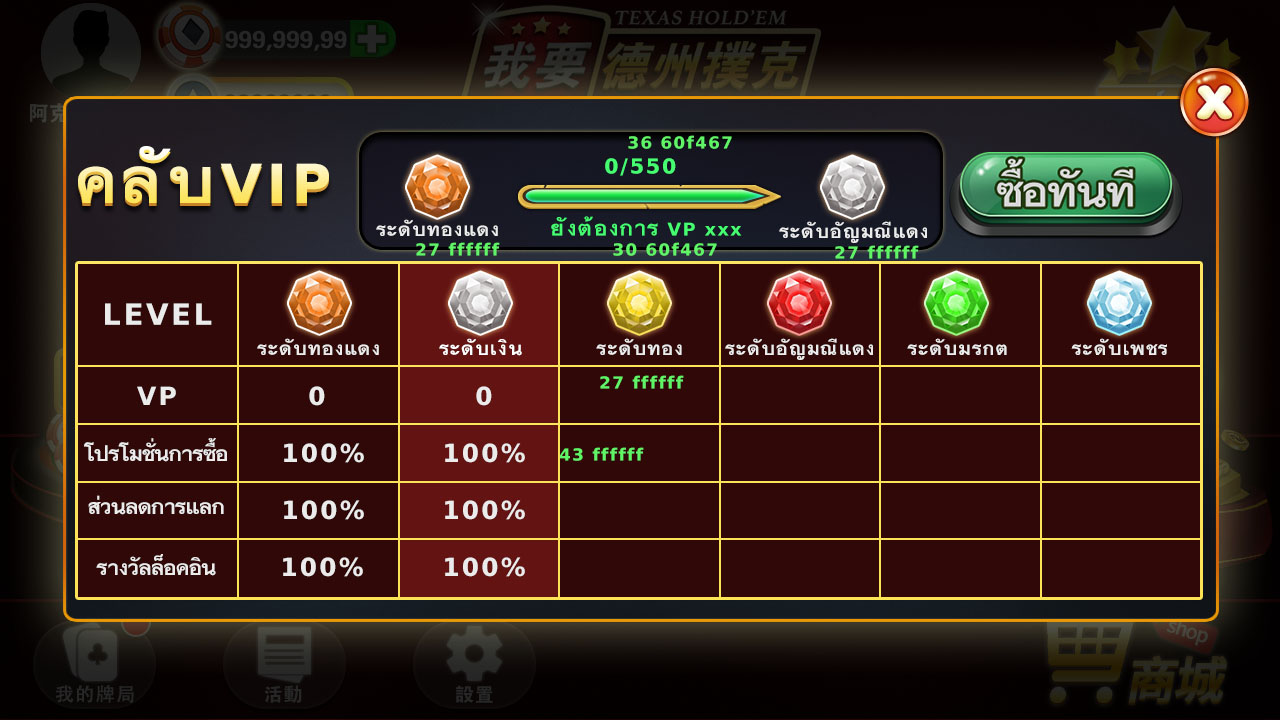 TEXAS HOLD'EM
999,999,99
我要德州撲克
阿克
คลับVIP
36 60f467
0/550
ระดับทองแดง
27 ffffff
ยังต้องการ VP xxx
30 60f467
ระดับอัญมณีแดง
27 ffffff
ซื้อทันที
LEVEL
ระดับทองแดง
ระดับเงิน
ระดับทอง
ระดับอัญมณีแดง
ระดับมรกต
ระดับเพชร
VP
0
0
27 ffffff
โปรโมชั่นการซื้อ
100%
100%
43 ffffff
ส่วนลดการแลก
100%
100%
รางวัลล็อคอิน
100%
100%
shop
我的牌局
活動
設置
商城